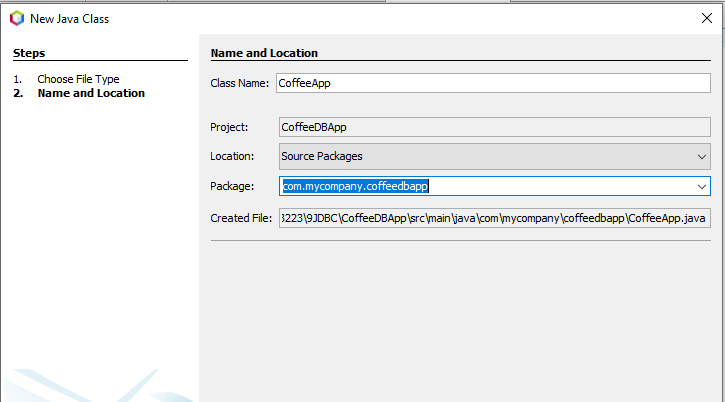 New Java Class
Steps
1. Choose File Type
2. Name and Location
Name and Location
Class Name: CoffeeApp
Project: CoffeeDBApp
Location: Source Packages
Package: com.mycompany.coffeedbapp
Created File: 3223\9JDBC\CoffeeDBApp\src\main\java\com\mycompany\coffeedbapp\CoffeeApp.java